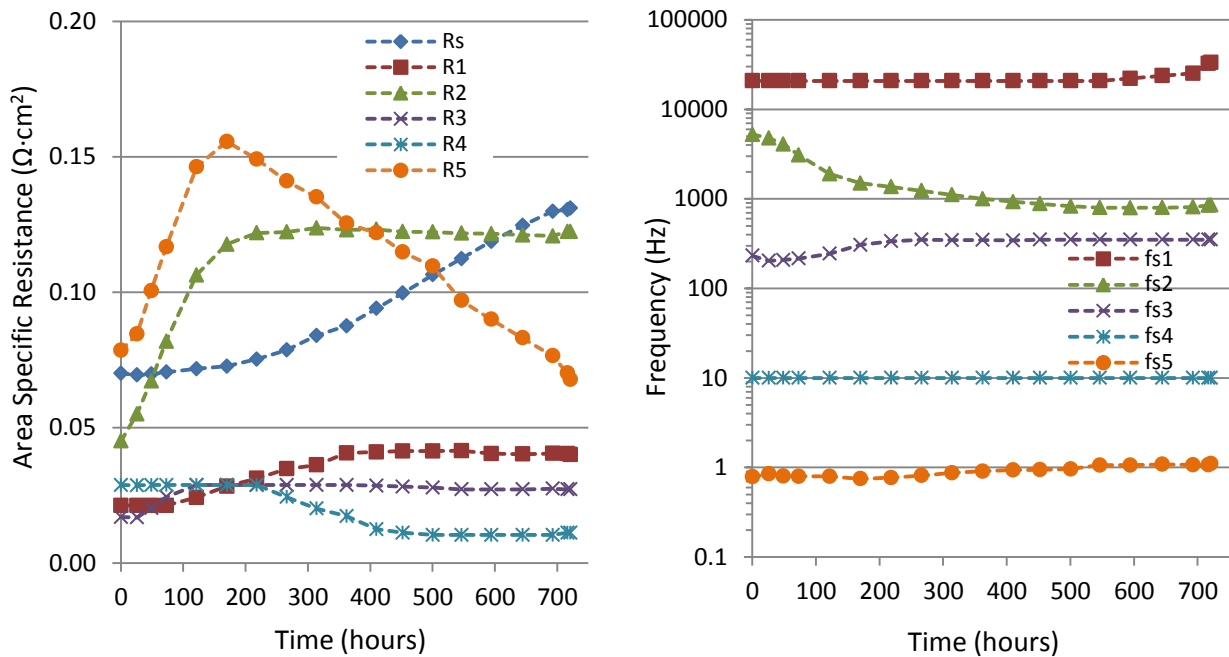 Area Specific Resistance (Ω·cm²)
0.20
0.15
0.10
0.05
0.00
Rs
R1
R2
R3
R4
R5
0 100 200 300 400 500 600 700
Time (hours)
Frequency (Hz)
100000
10000
1000
100
10
1
0.1
fs1
fs2
fs3
fs4
fs5
0 100 200 300 400 500 600 700
Time (hours)